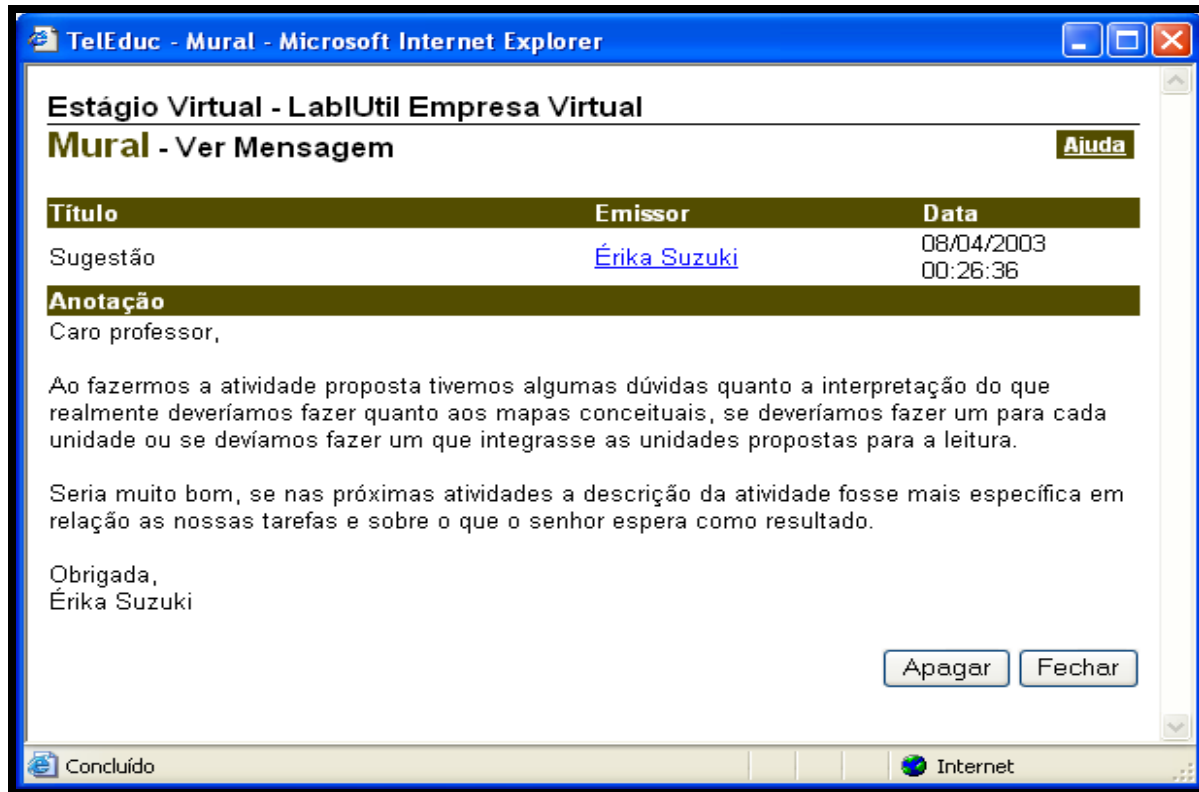 TelEduc - Mural - Microsoft Internet Explorer
Estágio Virtual - LabIUtil Empresa Virtual
Mural - Ver Mensagem
Ajuda
Título Emissor Data
Sugestão Érika Suzuki 08/04/2003
00:26:36
Anotação
Caro professor,
Ao fazermos a atividade proposta tivemos algumas dúvidas quanto a interpretação do que
realmente deveríamos fazer quanto aos mapas conceituais, se deveríamos fazer um para cada
unidade ou se devíamos fazer um que integrasse as unidades propostas para a leitura.
Seria muito bom, se nas próximas atividades a descrição da atividade fosse mais específica em
relação as nossas tarefas e sobre o que o senhor espera como resultado.
Obrigada,
Érika Suzuki
Apagar Fechar
Concluído Internet